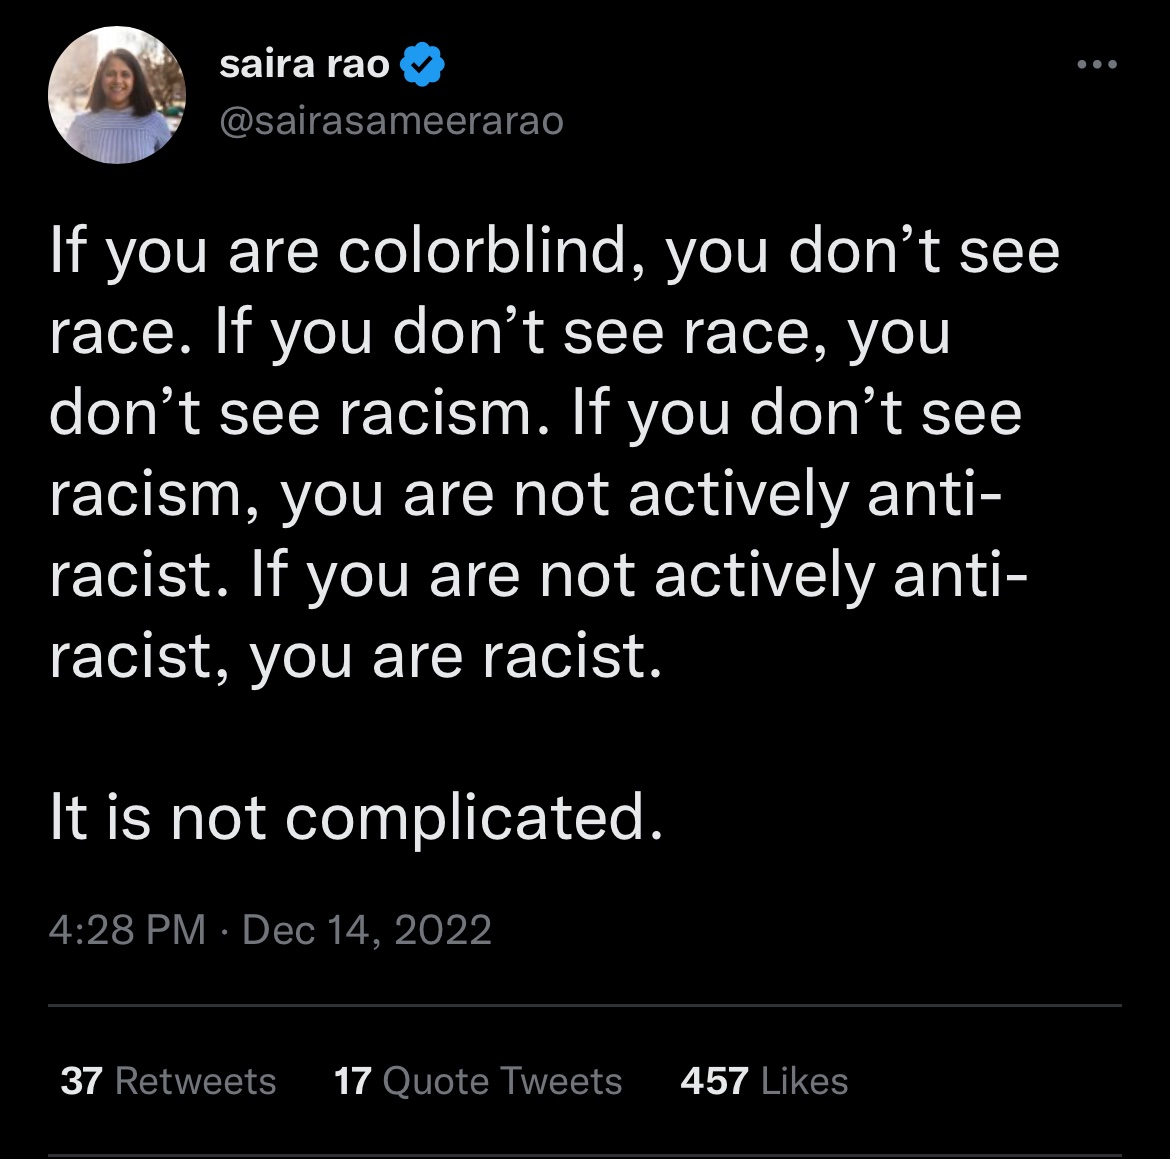 saira rao
@sairasameerarao
If you are colorblind, you don’t see
race. If you don’t see race, you
don’t see racism. If you don’t see
racism, you are not actively anti-
racist. If you are not actively anti-
racist, you are racist.
It is not complicated.
4:28 PM · Dec 14, 2022
37 Retweets 17 Quote Tweets 457 Likes